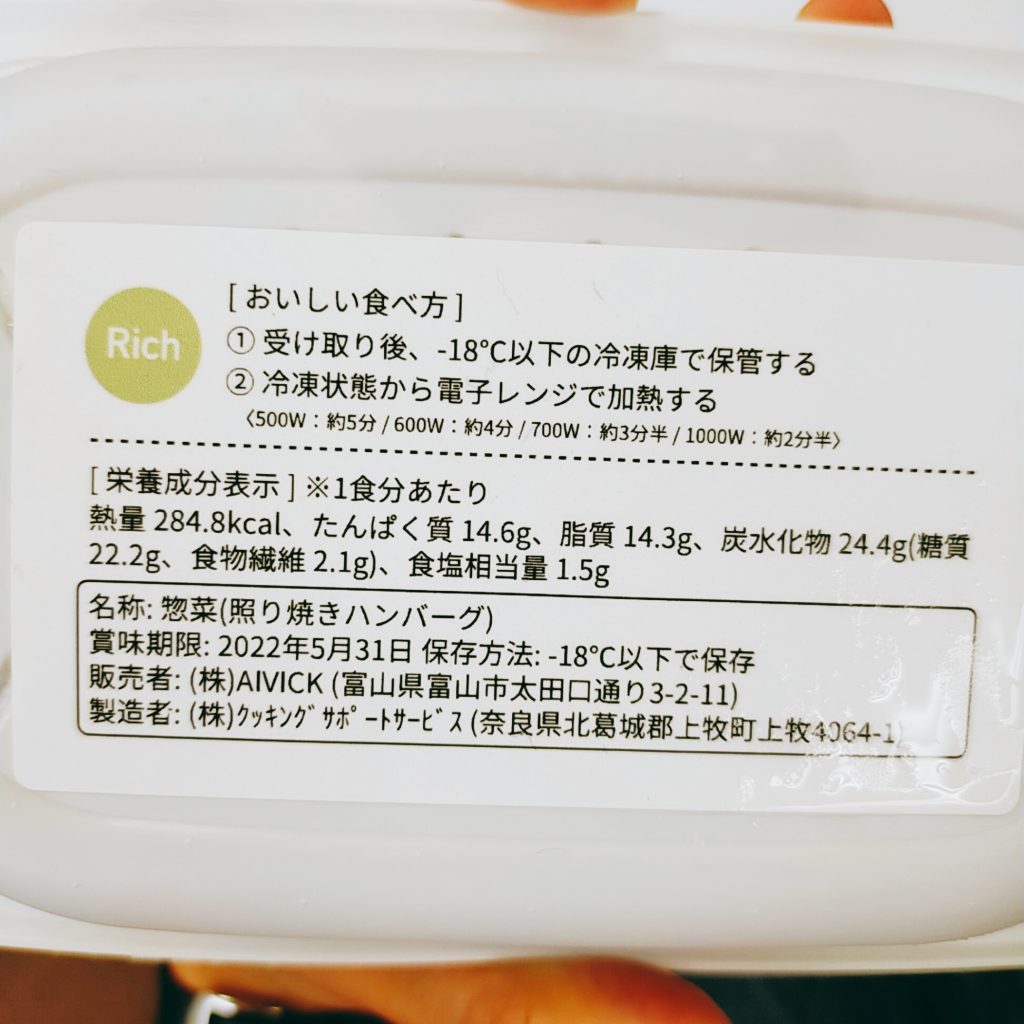 Rich
[ おいしい食べ方 ]
① 受け取り後、-18℃以下の冷凍庫で保管する
② 冷凍状態から電子レンジで加熱する
〈500W：約5分 / 600W：約4分 / 700W：約3分半 / 1000W：約2分半〉
[ 栄養成分表示 ] ※1食分あたり
熱量 284.8kcal、たんぱく質 14.6g、脂質 14.3g、炭水化物 24.4g(糖質
22.2g、食物繊維 2.1g)、食塩相当量 1.5g
名称: 惣菜(照り焼きハンバーグ)
賞味期限: 2022年5月31日 保存方法: -18℃以下で保存
販売者: (株)AIVICK (富山県富山市太田口通り3-2-11)
製造者: (株)ｸｯｷﾝｸﾞｻﾎﾟｰﾄｻｰﾋﾞｽ (奈良県北葛城郡上牧町上牧4064-1)